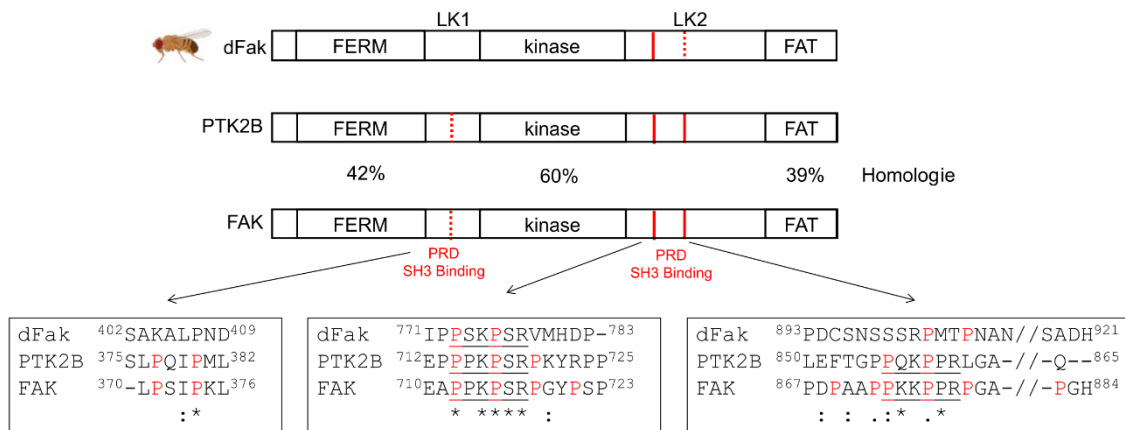 LK1 LK2
dFak FERM kinase FAT
PTK2B FERM kinase FAT
42% 60% 39% Homologie
FAK FERM kinase FAT
PRD PRD
SH3 Binding SH3 Binding
dFak 402SAKALPND409
PTK2B 375SLPQIPML382
FAK 370-LPSIPKL376
:*
dFak 771IPPSKPSRVMHDP-783
PTK2B 712EPPPKPSRPKYRPP725
FAK 710EAPPKPSRPGYPSP723
* **** :
dFak 893PDCSNSSSRPMTPNAN//SADH921
PTK2B 850LEFTGPPQKPPRLGA-//-Q--865
FAK 867PDPAAPPKKPPRPGA-//-PGH884
: : .:* .*